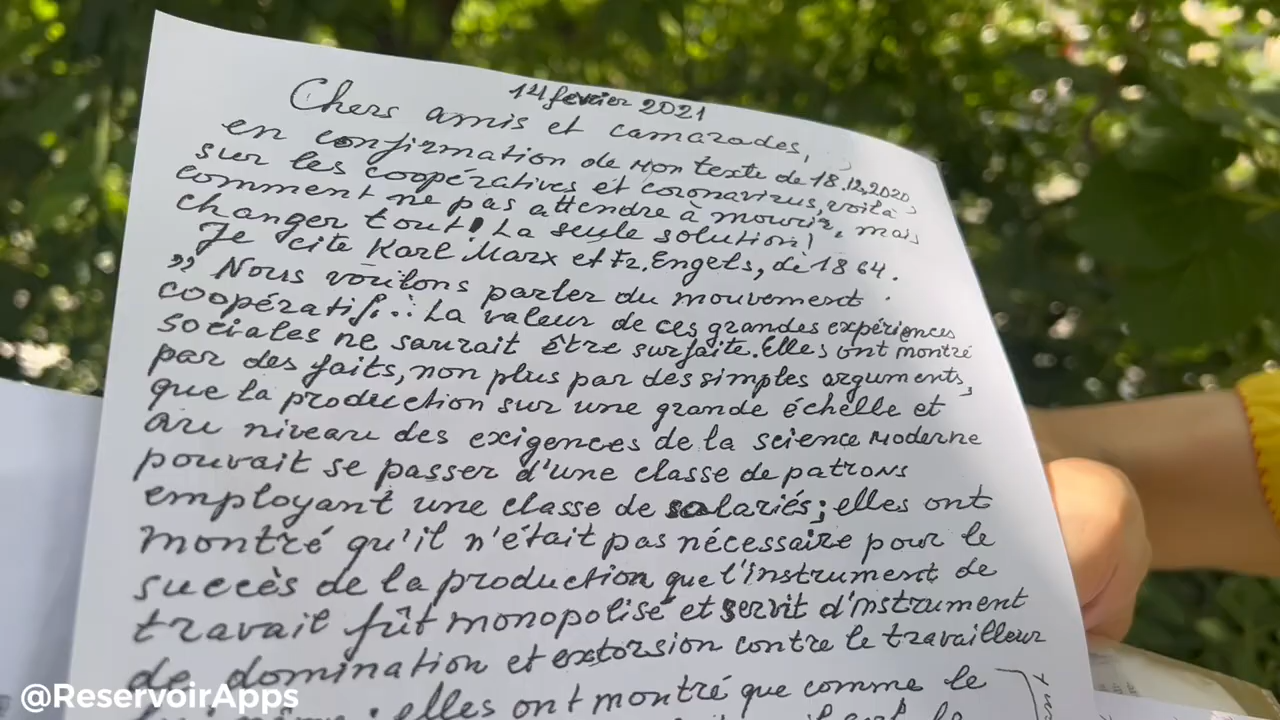 14 février 2021
Chers amis et camarades,
en confirmation de mon texte de 18.12.2020,
sur les coopératives et coronavirus, voilà
comment ne pas attendre à mourir, mais
changer tout! La seule solution!
Je cite Karl Marx et Fr. Engels, de 1864.
„ Nous voulons parler du mouvement
coopératif... La valeur de ces grandes expériences
sociales ne saurait être surfaite. Elles ont montré
par des faits, non plus par des simples arguments,
que la production sur une grande échelle et
au niveau des exigences de la science moderne
pouvait se passer d'une classe de patrons
employant une classe de salariés; elles ont
montré qu'il n'était pas nécessaire pour le
succès de la production que l'instrument de
travail fût monopolisé et servit d'instrument
de domination et extorsion contre le travailleur
elles ont montré que comme le
@ReservoirApps